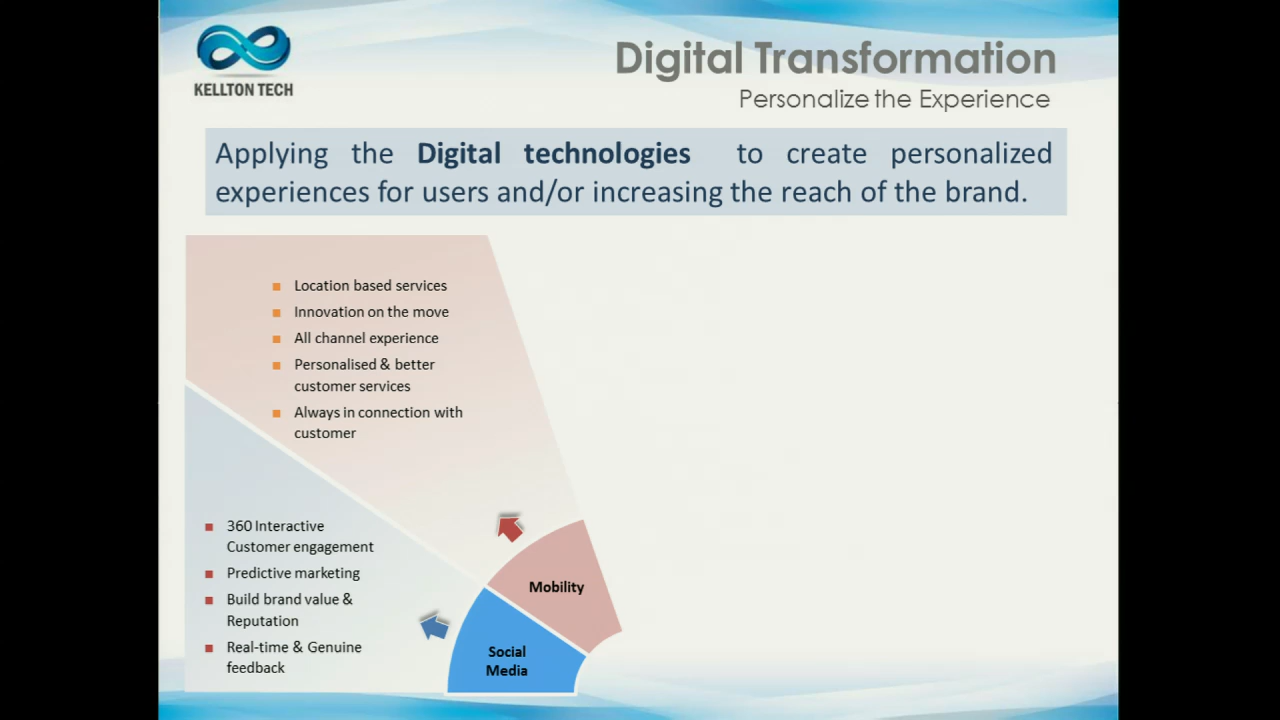 KELLTON TECH
Digital Transformation
Personalize the Experience
Applying the Digital technologies to create personalized
experiences for users and/or increasing the reach of the brand.
Location based services
Innovation on the move
All channel experience
Personalised & better
customer services
Always in connection with
customer
360 Interactive
Customer engagement
Predictive marketing
Build brand value &
Reputation
Real-time & Genuine
feedback
Mobility
Social
Media